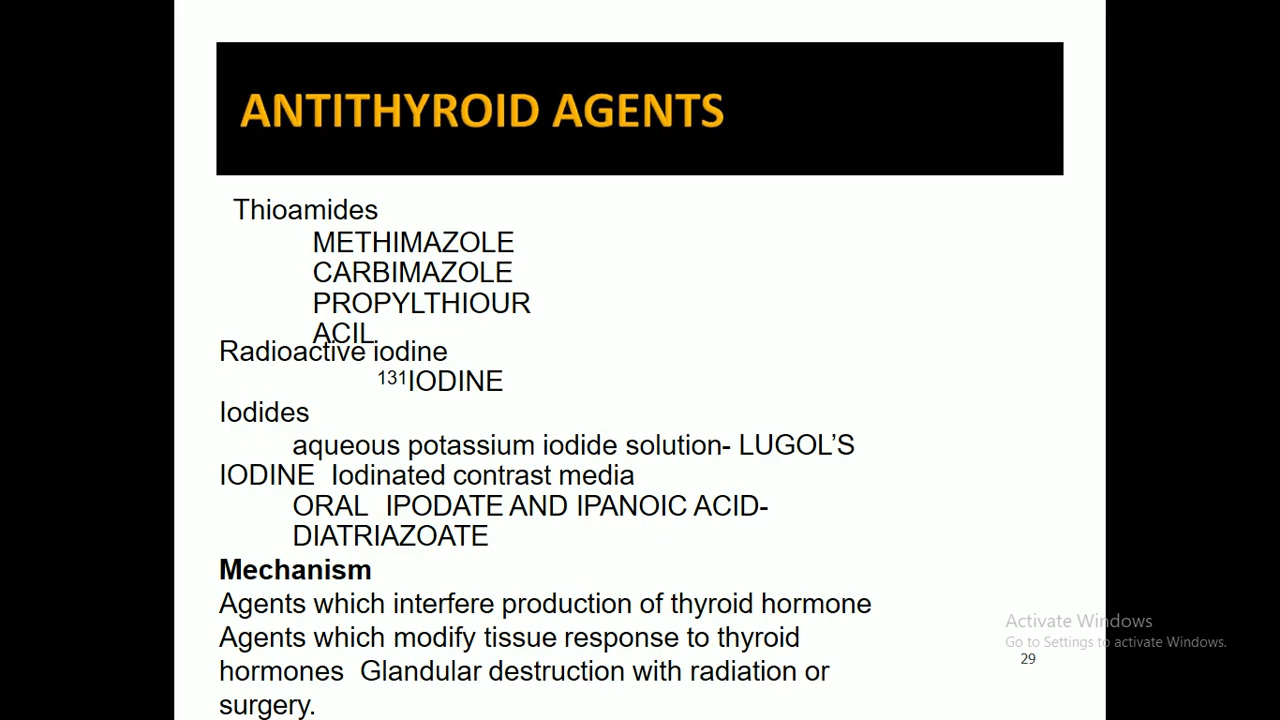 ANTITHYROID AGENTS
Thioamides
METHIMAZOLE
CARBIMAZOLE
PROPYLTHIOUR
ACIL
Radioactive iodine
¹³¹IODINE
Iodides
aqueous potassium iodide solution- LUGOL’S
IODINE Iodinated contrast media
ORAL IPODATE AND IPANOIC ACID-
DIATRIAZOATE
Mechanism
Agents which interfere production of thyroid hormone
Agents which modify tissue response to thyroid
hormones Glandular destruction with radiation or
surgery.
Activate Windows
Go to Settings to activate Windows.
29